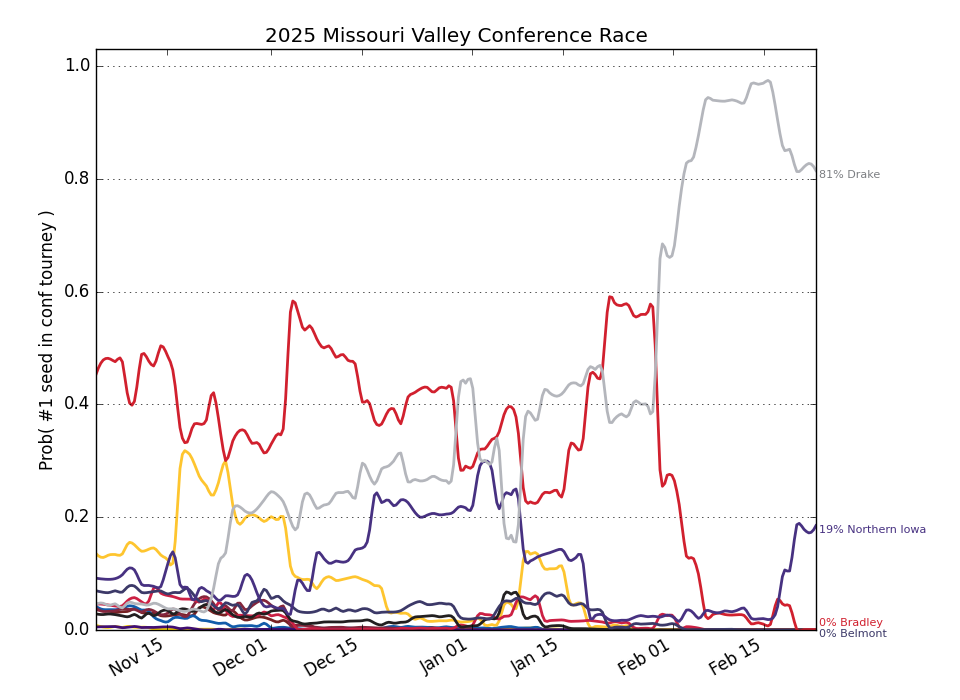 2025 Missouri Valley Conference Race
Prob( #1 seed in conf tourney )
1.0
0.8
0.6
0.4
0.2
0.0
81% Drake
19% Northern Iowa
0% Bradley
0% Belmont
Nov 15
Dec 01
Dec 15
Jan 01
Jan 15
Feb 01
Feb 15